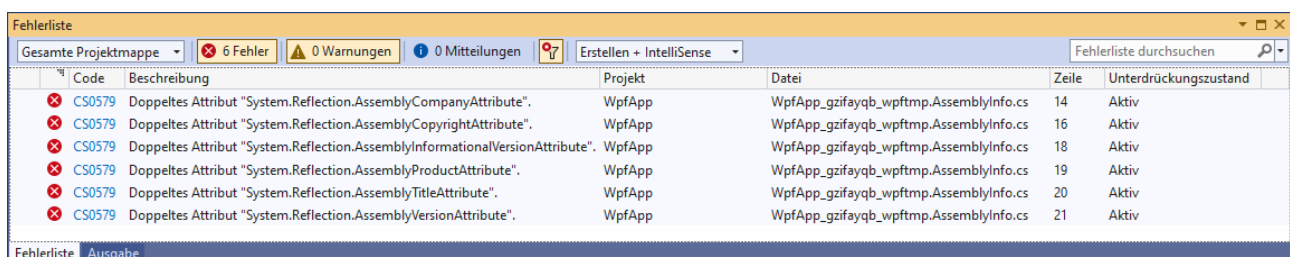 Fehlerliste
Gesamte Projektmappe 6 Fehler 0 Warnungen 0 Mitteilungen Erstellen + IntelliSense Fehlerliste durchsuchen
Code Beschreibung Projekt Datei Zeile Unterdrückungszustand
CS0579 Doppeltes Attribut "System.Reflection.AssemblyCompanyAttribute". WpfApp WpfApp_gzifayqb_wpftmp.AssemblyInfo.cs 14 Aktiv
CS0579 Doppeltes Attribut "System.Reflection.AssemblyCopyrightAttribute". WpfApp WpfApp_gzifayqb_wpftmp.AssemblyInfo.cs 16 Aktiv
CS0579 Doppeltes Attribut "System.Reflection.AssemblyInformationalVersionAttribute". WpfApp WpfApp_gzifayqb_wpftmp.AssemblyInfo.cs 18 Aktiv
CS0579 Doppeltes Attribut "System.Reflection.AssemblyProductAttribute". WpfApp WpfApp_gzifayqb_wpftmp.AssemblyInfo.cs 19 Aktiv
CS0579 Doppeltes Attribut "System.Reflection.AssemblyTitleAttribute". WpfApp WpfApp_gzifayqb_wpftmp.AssemblyInfo.cs 20 Aktiv
CS0579 Doppeltes Attribut "System.Reflection.AssemblyVersionAttribute". WpfApp WpfApp_gzifayqb_wpftmp.AssemblyInfo.cs 21 Aktiv
Fehlerliste Ausgabe